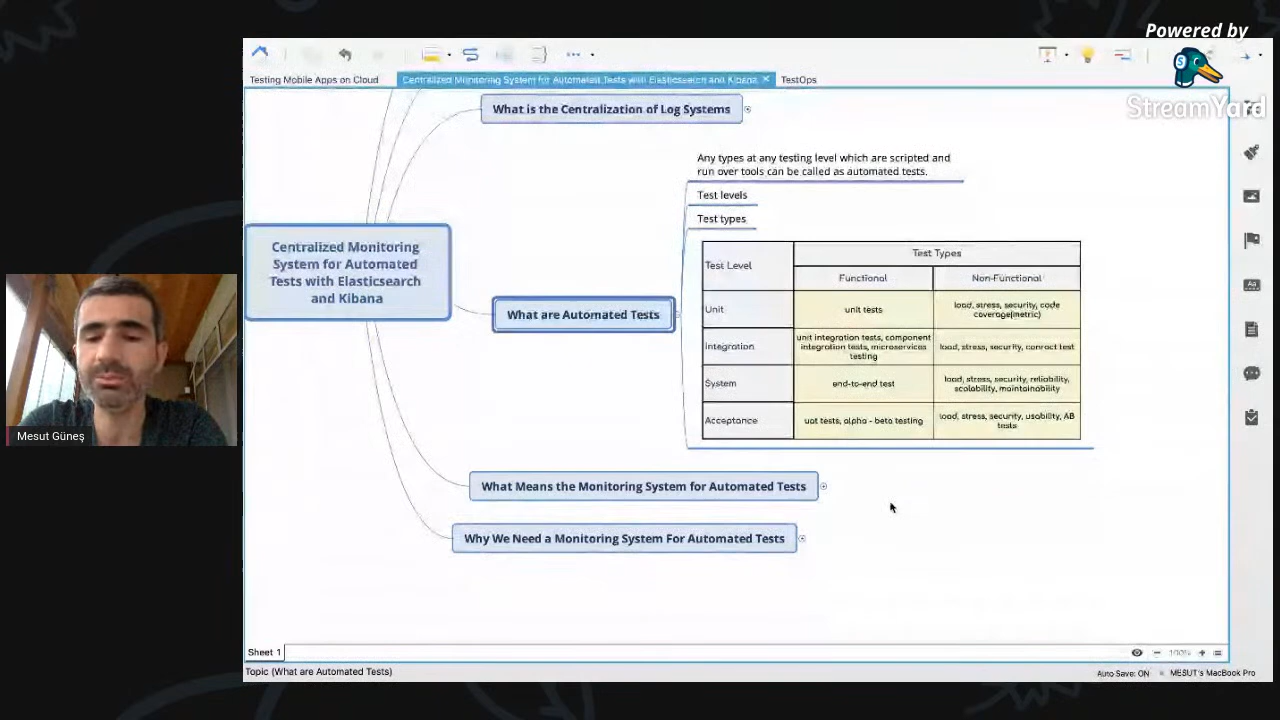 Powered by
StreamYard
Testing Mobile Apps on Cloud
Centralized Monitoring System for Automated Tests with Elasticsearch and Kibana
TestOps
What is the Centralization of Log Systems
Any types at any testing level which are scripted and
run over tools can be called as automated tests.
Test levels
Test types
Centralized Monitoring
System for Automated
Tests with Elasticsearch
and Kibana
What are Automated Tests
Test Level
Test Types
Functional
Non-Functional
Unit
unit tests
load, stress, security, code
coverage(metric)
Integration
unit integration tests, component
integration tests, microservices
testing
load, stress, security, conract test
System
end-to-end test
load, stress, security, reliability,
scalability, maintainability
Acceptance
uat tests, alpha - beta testing
load, stress, security, usability, AB
tests
Mesut Güneş
What Means the Monitoring System for Automated Tests
Why We Need a Monitoring System For Automated Tests
Sheet 1
100%
Topic (What are Automated Tests)
Auto Save: ON
MESUT's MacBook Pro